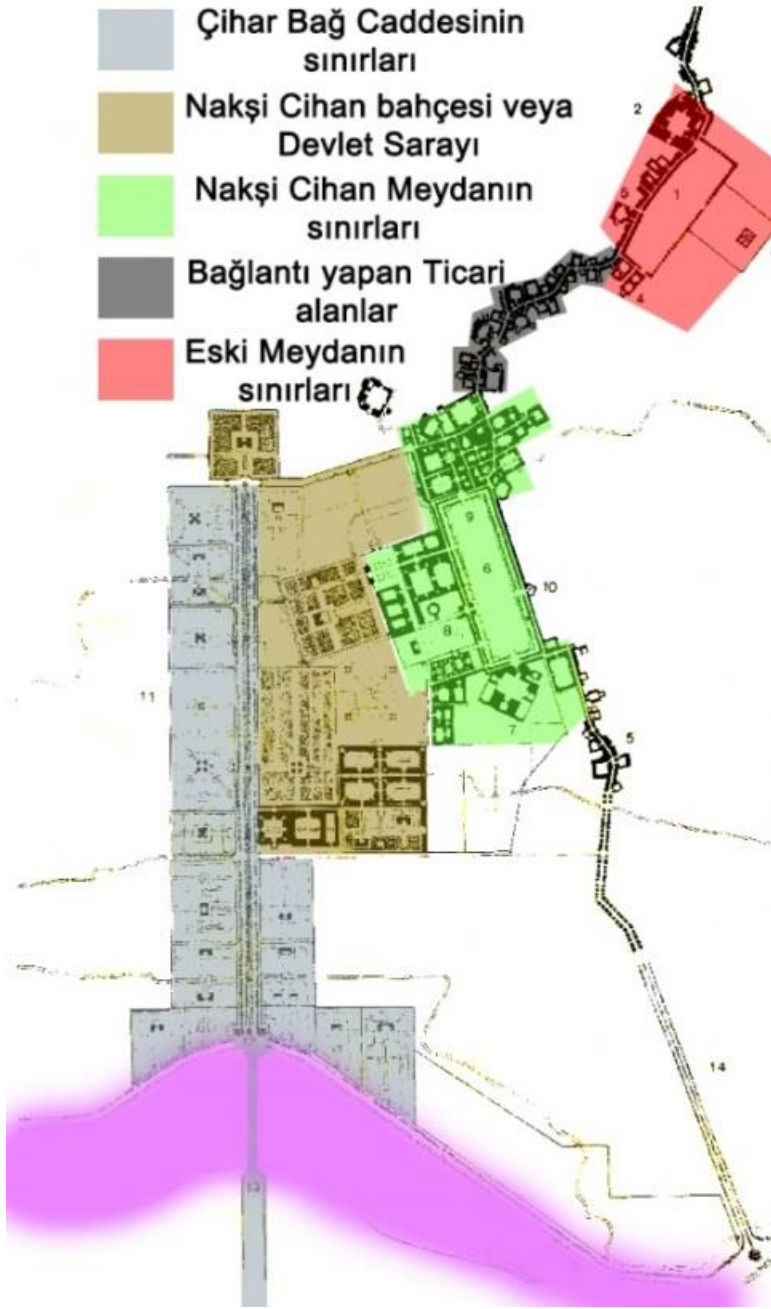 Çihar Bağ Caddesinin
sınırları
Nakşi Cihan bahçesi veya
Devlet Sarayı
Nakşi Cihan Meydanın
sınırları
Bağlantı yapan Ticari
alanlar
Eski Meydanın
sınırları
2
1
4
9
6
10
8
11
7
5
14